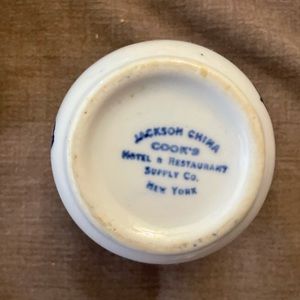 JACKSON CHINA
COOK'S
HOTEL & RESTAURANT
SUPPLY CO.
NEW YORK